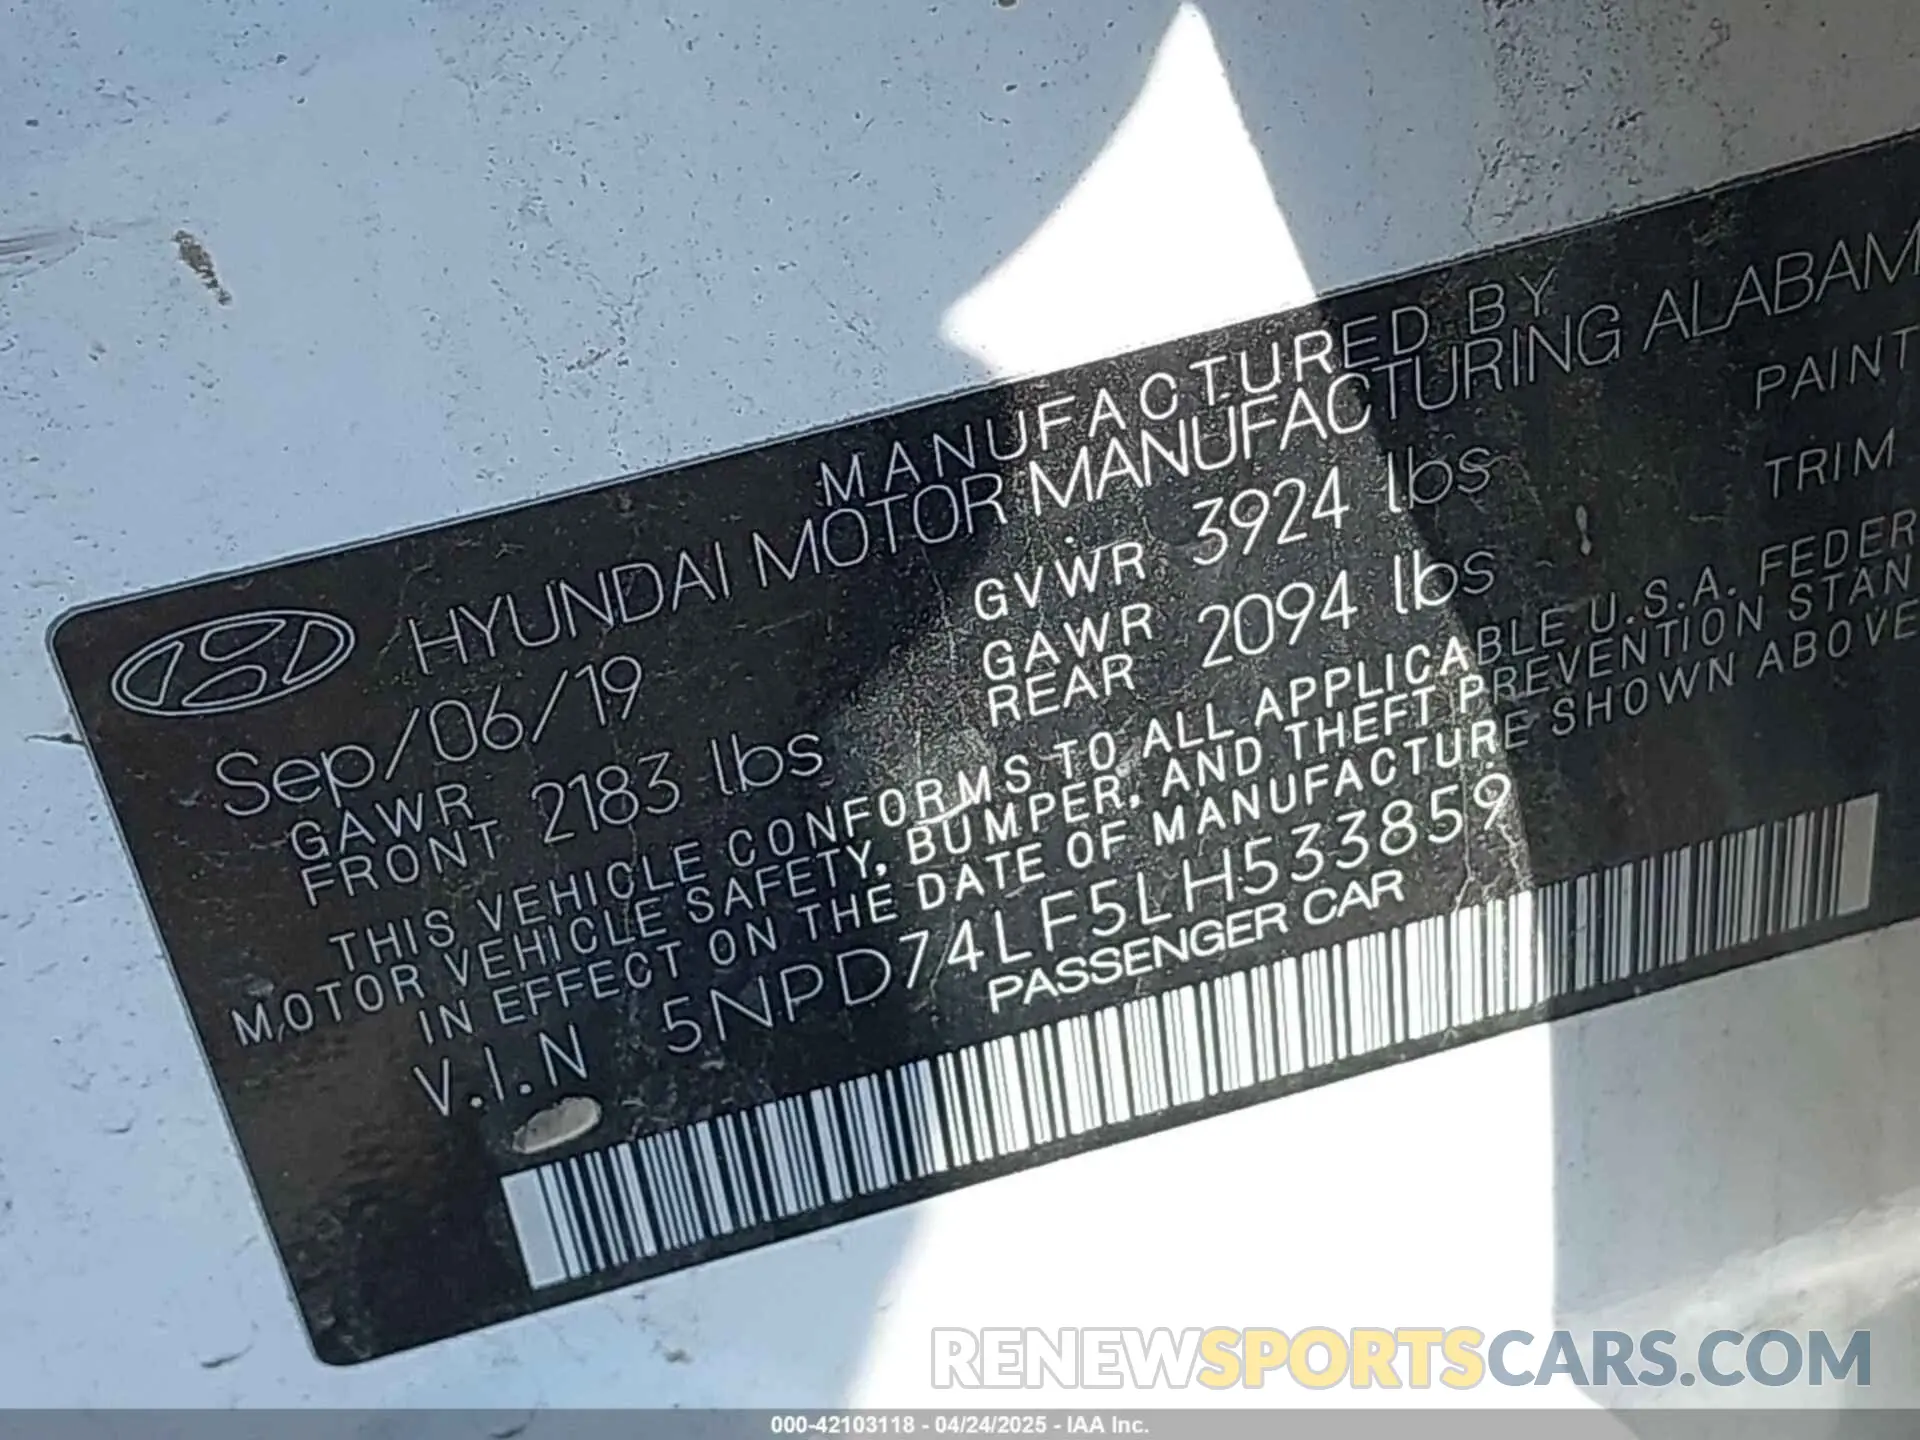 MANUFACTURED BY
HYUNDAI MOTOR MANUFACTURING ALABAM
Sep/06/19 GVWR 3924 lbs PAINT
GAWR FRONT 2183 lbs GAWR REAR 2094 lbs TRIM
THIS VEHICLE CONFORMS TO ALL APPLICABLE U.S.A. FEDER
MOTOR VEHICLE SAFETY, BUMPER, AND THEFT PREVENTION STAN
IN EFFECT ON THE DATE OF MANUFACTURE SHOWN ABOVE
V.I.N 5NPD74LF5LH533859
PASSENGER CAR
RENEWSPORTSCARS.COM
000-42103118 - 04/24/2025 - IAA Inc.